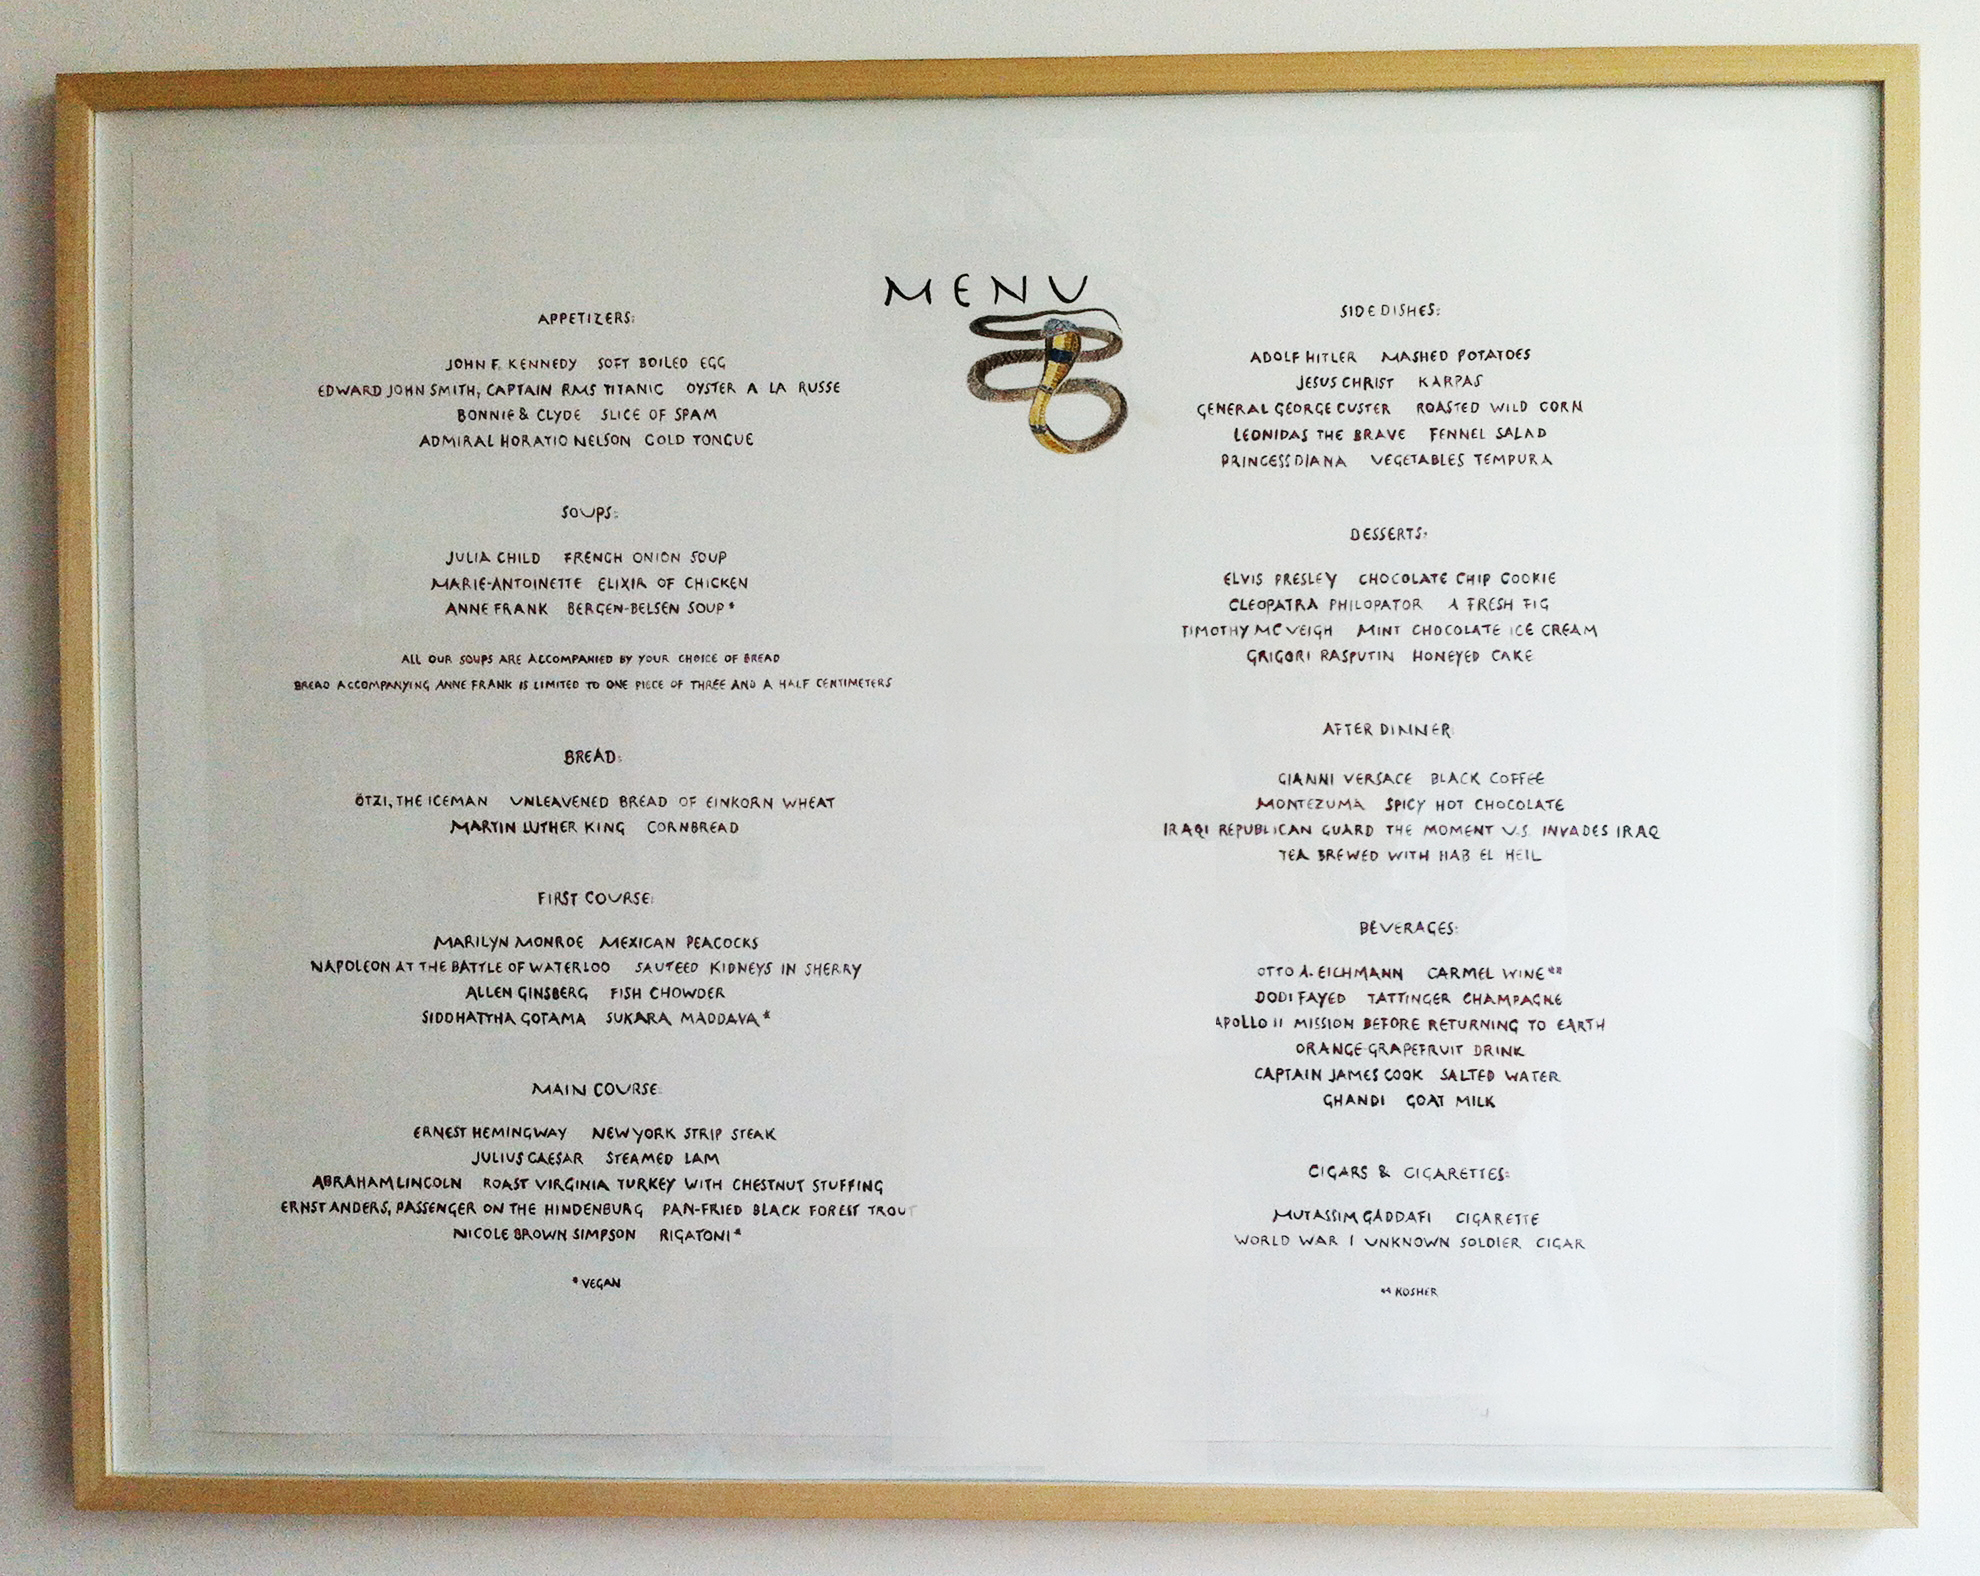 MENU
APPETIZERS:
JOHN F. KENNEDY SOFT BOILED EGG
EDWARD JOHN SMITH, CAPTAIN RMS TITANIC OYSTER A LA RUSSE
BONNIE & CLYDE SLICE OF SPAM
ADMIRAL HORATIO NELSON COLD TONGUE
SOUPS:
JULIA CHILD FRENCH ONION SOUP
MARIE-ANTOINETTE ELIXIR OF CHICKEN
ANNE FRANK BERGEN-BELSEN SOUP*
ALL OUR SOUPS ARE ACCOMPANIED BY YOUR CHOICE OF BREAD
BREAD ACCOMPANYING ANNE FRANK IS LIMITED TO ONE PIECE OF THREE AND A HALF CENTIMETERS
BREAD:
ÖTZI, THE ICEMAN UNLEAVENED BREAD OF EINKORN WHEAT
MARTIN LUTHER KING CORNBREAD
FIRST COURSE:
MARILYN MONROE MEXICAN PEACOCKS
NAPOLEON AT THE BATTLE OF WATERLOO SAUTEED KIDNEYS IN SHERRY
ALLEN GINSBERG FISH CHOWDER
SIDDHATTHA GOTAMA SUKARA MADDAVA*
MAIN COURSE:
ERNEST HEMINGWAY NEW YORK STRIP STEAK
JULIUS CAESAR STEAMED LAM
ABRAHAM LINCOLN ROAST VIRGINIA TURKEY WITH CHESTNUT STUFFING
ERNST ANDERS, PASSENGER ON THE HINDENBURG PAN-FRIED BLACK FOREST TROUT
NICOLE BROWN SIMPSON RIGATONI*
*VEGAN
SIDE DISHES:
ADOLF HITLER MASHED POTATOES
JESUS CHRIST KARPAS
GENERAL GEORGE CUSTER ROASTED WILD CORN
LEONIDAS THE BRAVE FENNEL SALAD
PRINCESS DIANA VEGETABLES TEMPURA
DESSERTS:
ELVIS PRESLEY CHOCOLATE CHIP COOKIE
CLEOPATRA PHILOPATOR A FRESH FIG
TIMOTHY MC VEIGH MINT CHOCOLATE ICE CREAM
GRIGORI RASPUTIN HONEYED CAKE
AFTER DINNER:
GIANNI VERSACE BLACK COFFEE
MONTEZUMA SPICY HOT CHOCOLATE
IRAQI REPUBLICAN GUARD THE MOMENT U.S. INVADES IRAQ
TEA BREWED WITH HAB EL HEIL
BEVERAGES:
OTTO A. EICHMANN CARMEL WINE**
DODI FAYED TATTINGER CHAMPAGNE
APOLLO 11 MISSION BEFORE RETURNING TO EARTH
ORANGE-GRAPEFRUIT DRINK
CAPTAIN JAMES COOK SALTED WATER
GHANDI GOAT MILK
CIGARS & CIGARETTES:
MUTASSIM GADDAFI CIGARETTE
WORLD WAR I UNKNOWN SOLDIER CIGAR
** KOSHER